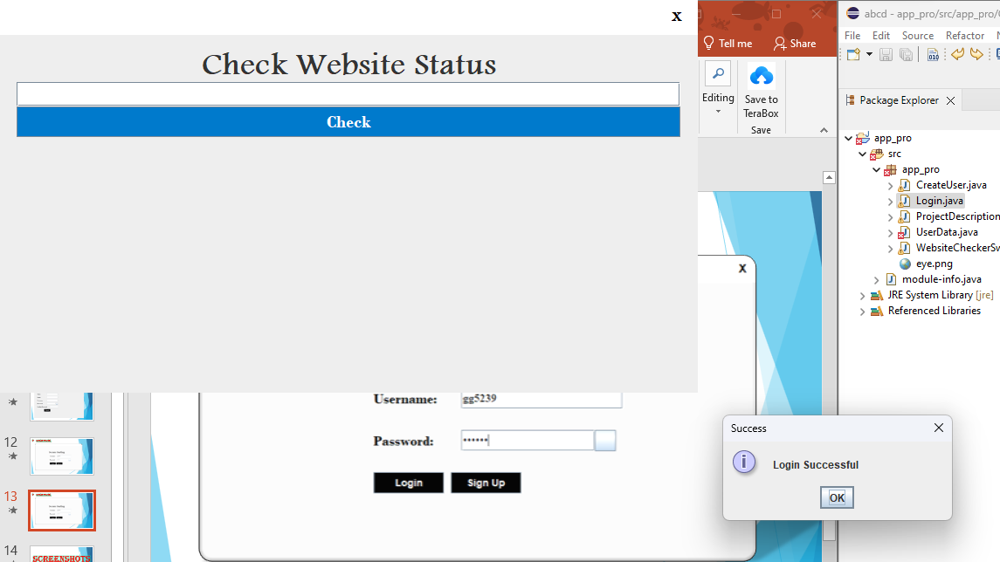 x
Check Website Status
Check
Tell me
Share
Editing
Save to
TeraBox
Save
abcd - app_pro/src/app_pro/
File Edit Source Refactor
Package Explorer
app_pro
src
app_pro
CreateUser.java
Login.java
ProjectDescription
UserData.java
WebsiteCheckerSw
eye.png
module-info.java
JRE System Library [jre]
Referenced Libraries
X
Username: gg5239
Password: ••••••
Login Sign Up
12
13
14
SCREENSHOTS
Success
Login Successful
OK